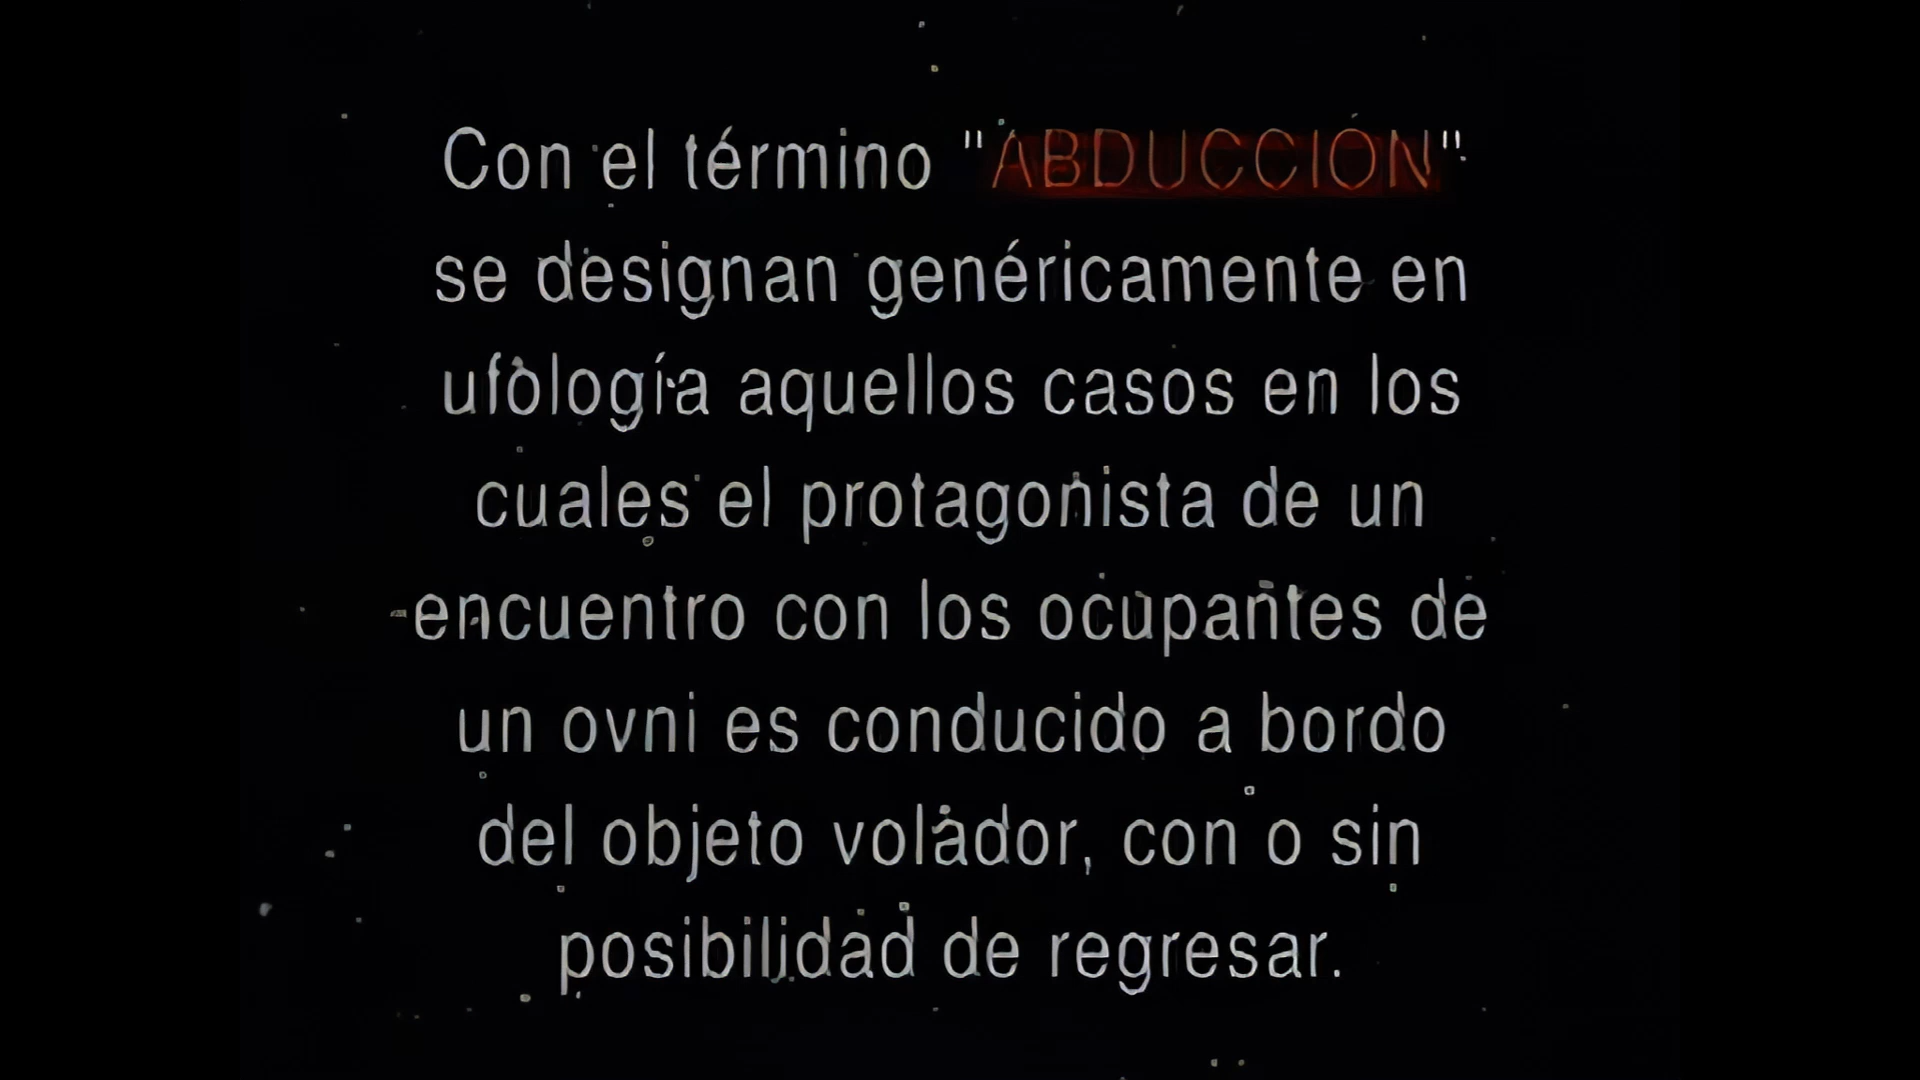 Con el término "ABDUCCIÓN"
se designan genéricamente en
ufología aquellos casos en los
cuales el protagonista de un
encuentro con los ocupantes de
un ovni es conducido a bordo
del objeto volador, con o sin
posibilidad de regresar.